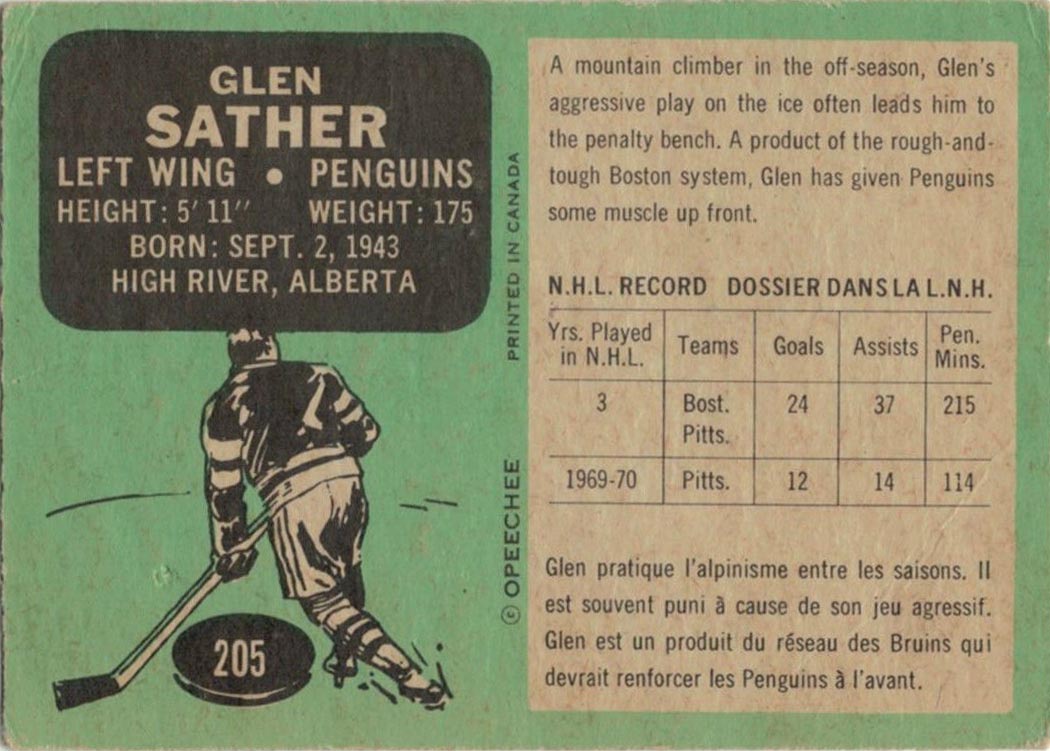 GLEN
SATHER
LEFT WING • PENGUINS
HEIGHT: 5' 11" WEIGHT: 175
BORN: SEPT. 2, 1943
HIGH RIVER, ALBERTA
205
© OPEECHEE PRINTED IN CANADA
A mountain climber in the off-season, Glen's
aggressive play on the ice often leads him to
the penalty bench. A product of the rough-and-
tough Boston system, Glen has given Penguins
some muscle up front.
N.H.L. RECORD DOSSIER DANS LA L.N.H.
Yrs. Played in N.H.L. Teams Goals Assists Pen. Mins.
3 Bost. Pitts. 24 37 215
1969-70 Pitts. 12 14 114
Glen pratique l'alpinisme entre les saisons. Il
est souvent puni à cause de son jeu agressif.
Glen est un produit du réseau des Bruins qui
devrait renforcer les Penguins à l'avant.